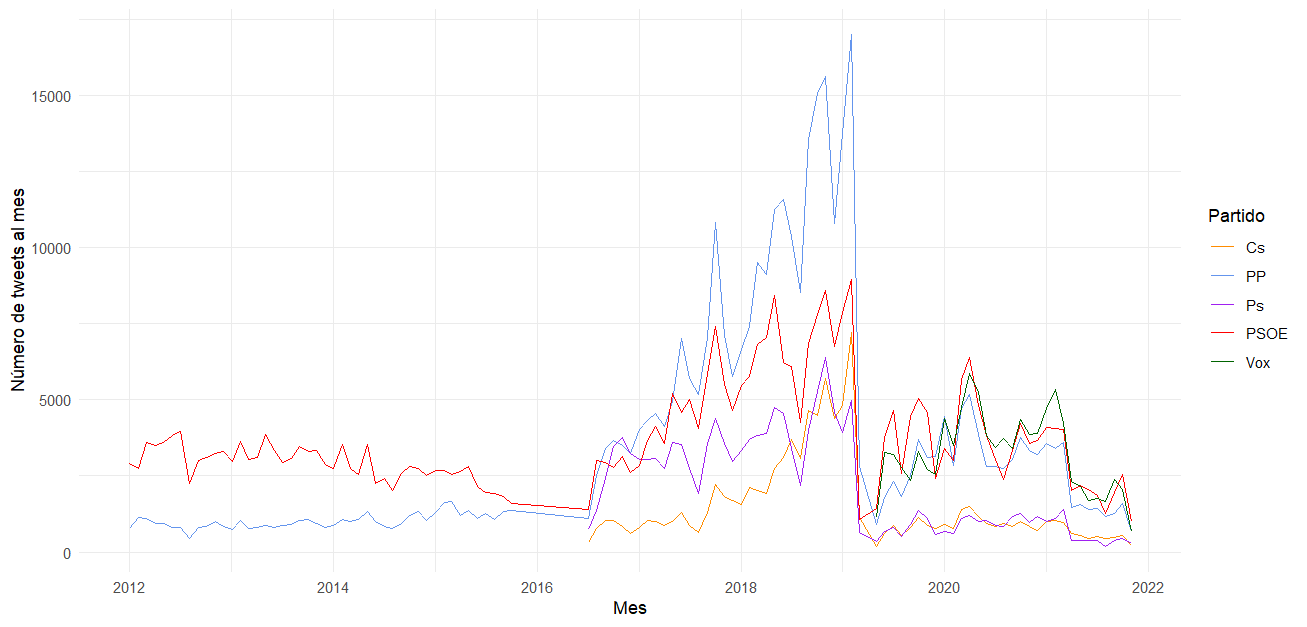 Número de tweets al mes
15000
10000
5000
0
2012
2014
2016
2018
2020
2022
Mes
Partido
Cs
PP
Ps
PSOE
Vox